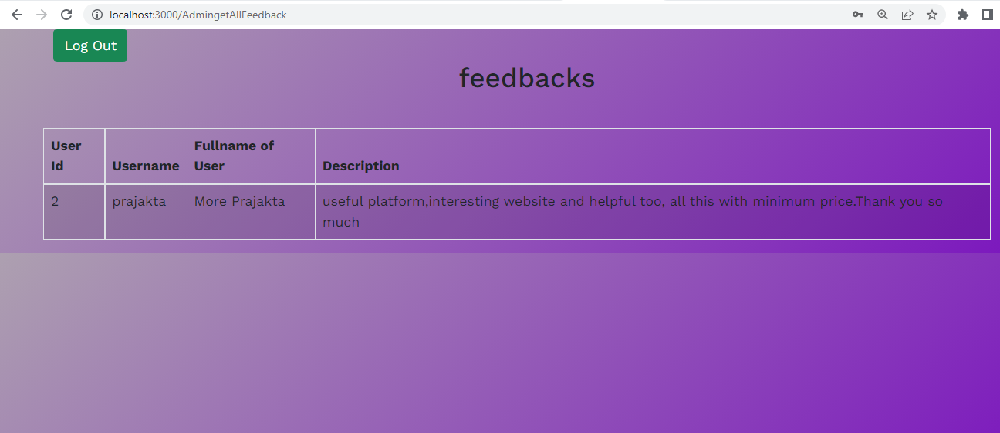 localhost:3000/AdmingetAllFeedback
Log Out
feedbacks
User
Id
Username
Fullname of
User
Description
2
prajakta
More Prajakta
useful platform,interesting website and helpful too, all this with minimum price.Thank you so
much